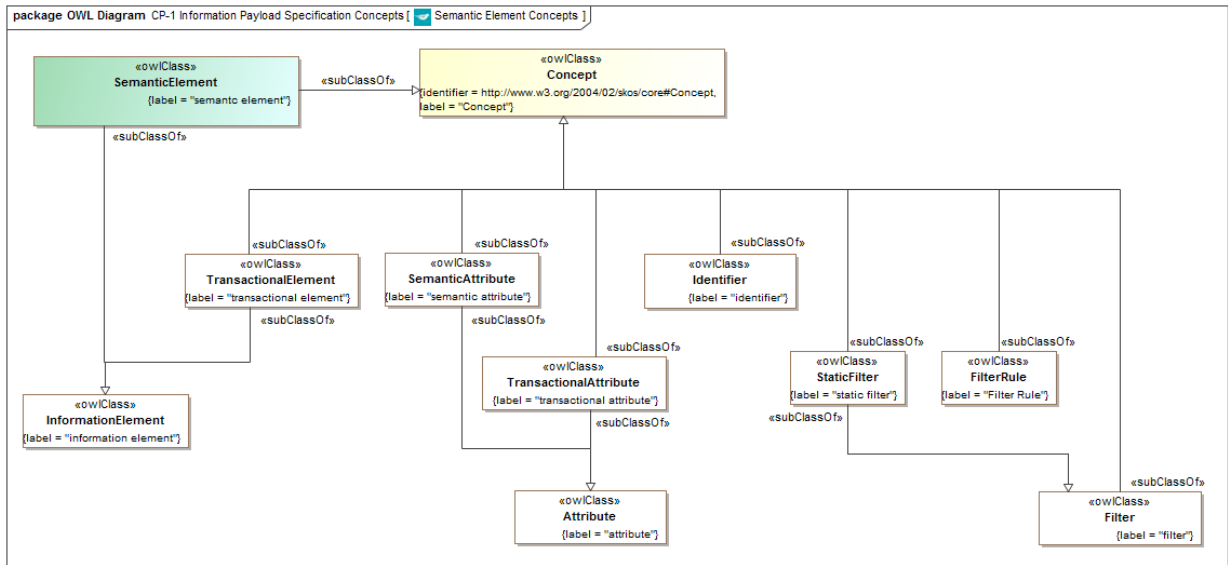 package OWL Diagram CP-1 Information Payload Specification Concepts [ Semantic Element Concepts ]
«owlClass»
SemanticElement
{label = "semantc element"}
«subClassOf»
«owlClass»
Concept
{identifier = http://www.w3.org/2004/02/skos/core#Concept,
label = "Concept"}
«subClassOf»
«subClassOf»
«owlClass»
TransactionalElement
{label = "transactional element"}
«subClassOf»
«subClassOf»
«owlClass»
SemanticAttribute
{label = "semantic attribute"}
«subClassOf»
«subClassOf»
«owlClass»
Identifier
{label = "identifier"}
«subClassOf»
«owlClass»
TransactionalAttribute
{label = "transactional attribute"}
«subClassOf»
«subClassOf»
«owlClass»
StaticFilter
{label = "static filter"}
«subClassOf»
«subClassOf»
«owlClass»
FilterRule
{label = "Filter Rule"}
«owlClass»
InformationElement
{label = "information element"}
«owlClass»
Attribute
{label = "attribute"}
«subClassOf»
«owlClass»
Filter
{label = "filter"}